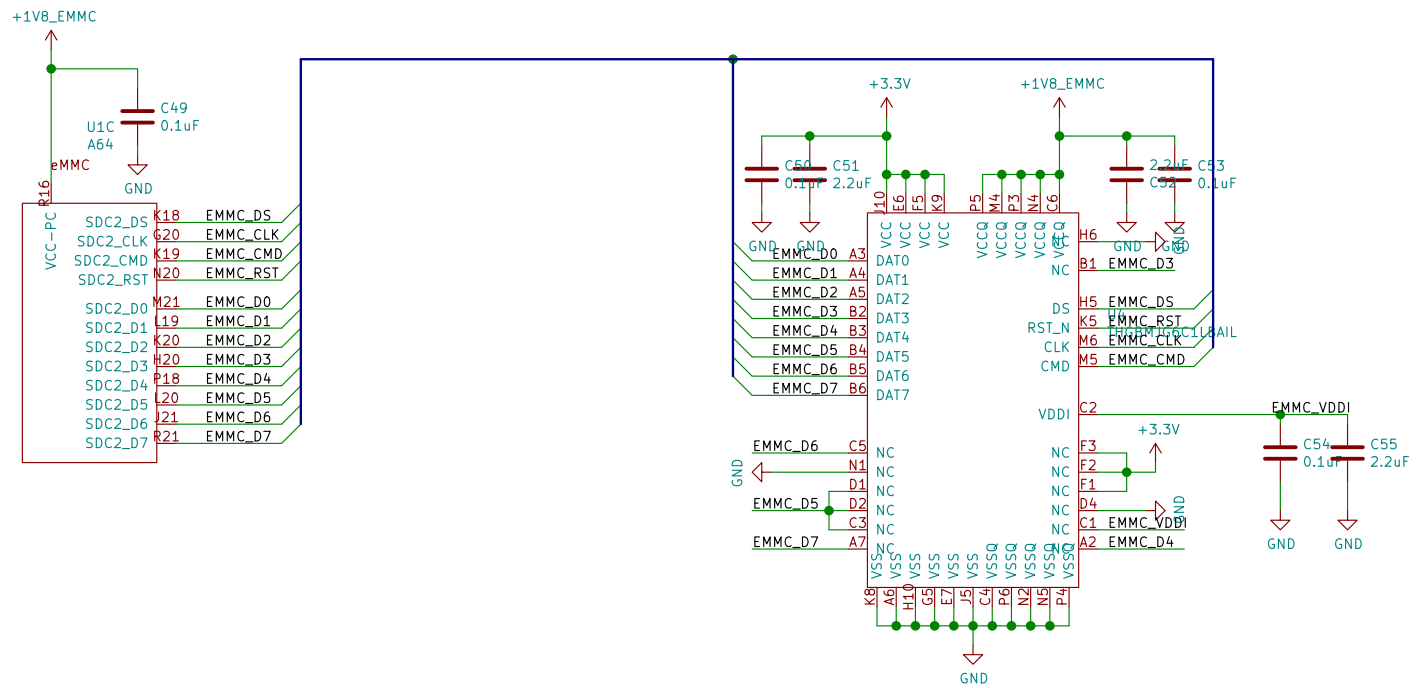 +1V8_EMMC
C49
0.1uF
U1C
A64
eMMC
GND
R16
VCC-PC
SDC2_DS K18 EMMC_DS
SDC2_CLK G20 EMMC_CLK
SDC2_CMD K19 EMMC_CMD
SDC2_RST N20 EMMC_RST
SDC2_D0 M21 EMMC_D0
SDC2_D1 L19 EMMC_D1
SDC2_D2 K20 EMMC_D2
SDC2_D3 H20 EMMC_D3
SDC2_D4 P18 EMMC_D4
SDC2_D5 L20 EMMC_D5
SDC2_D6 J21 EMMC_D6
SDC2_D7 R21 EMMC_D7
+3.3V
+1V8_EMMC
C50
0.1uF
C51
2.2uF
2.2uF
C52
C53
0.1uF
GND
GND
GND
GND
J10 E6 F5 K9 P5 M4 P3 N4 C6
VCC VCC VCC VCC VCCQ VCCQ VCCQ VCCQ VCCQ
EMMC_D0 A3 DAT0
EMMC_D1 A4 DAT1
EMMC_D2 A5 DAT2
EMMC_D3 B2 DAT3
EMMC_D4 B3 DAT4
EMMC_D5 B4 DAT5
EMMC_D6 B5 DAT6
EMMC_D7 B6 DAT7
EMMC_D6 C5 NC
GND N1 NC
D1 NC
EMMC_D5 D2 NC
C3 NC
EMMC_D7 A7 NC
NC H6 GND
NC B1 EMMC_D3
DS H5 EMMC_DS
U4
RST_N K5 EMMC_RST
THGBMJG6C1LBAIL
CLK M6 EMMC_CLK
CMD M5 EMMC_CMD
VDDI C2 EMMC_VDDI
+3.3V
NC F3
NC F2
NC F1
NC D4 GND
NC C1 EMMC_VDDI
NC A2 EMMC_D4
C54
0.1uF
C55
2.2uF
GND
GND
VSS VSS VSS VSS VSS VSS VSSQ VSSQ VSSQ VSSQ VSSQ
K8 A6 H10 G5 E7 J5 C4 P6 N2 N5 P4
GND